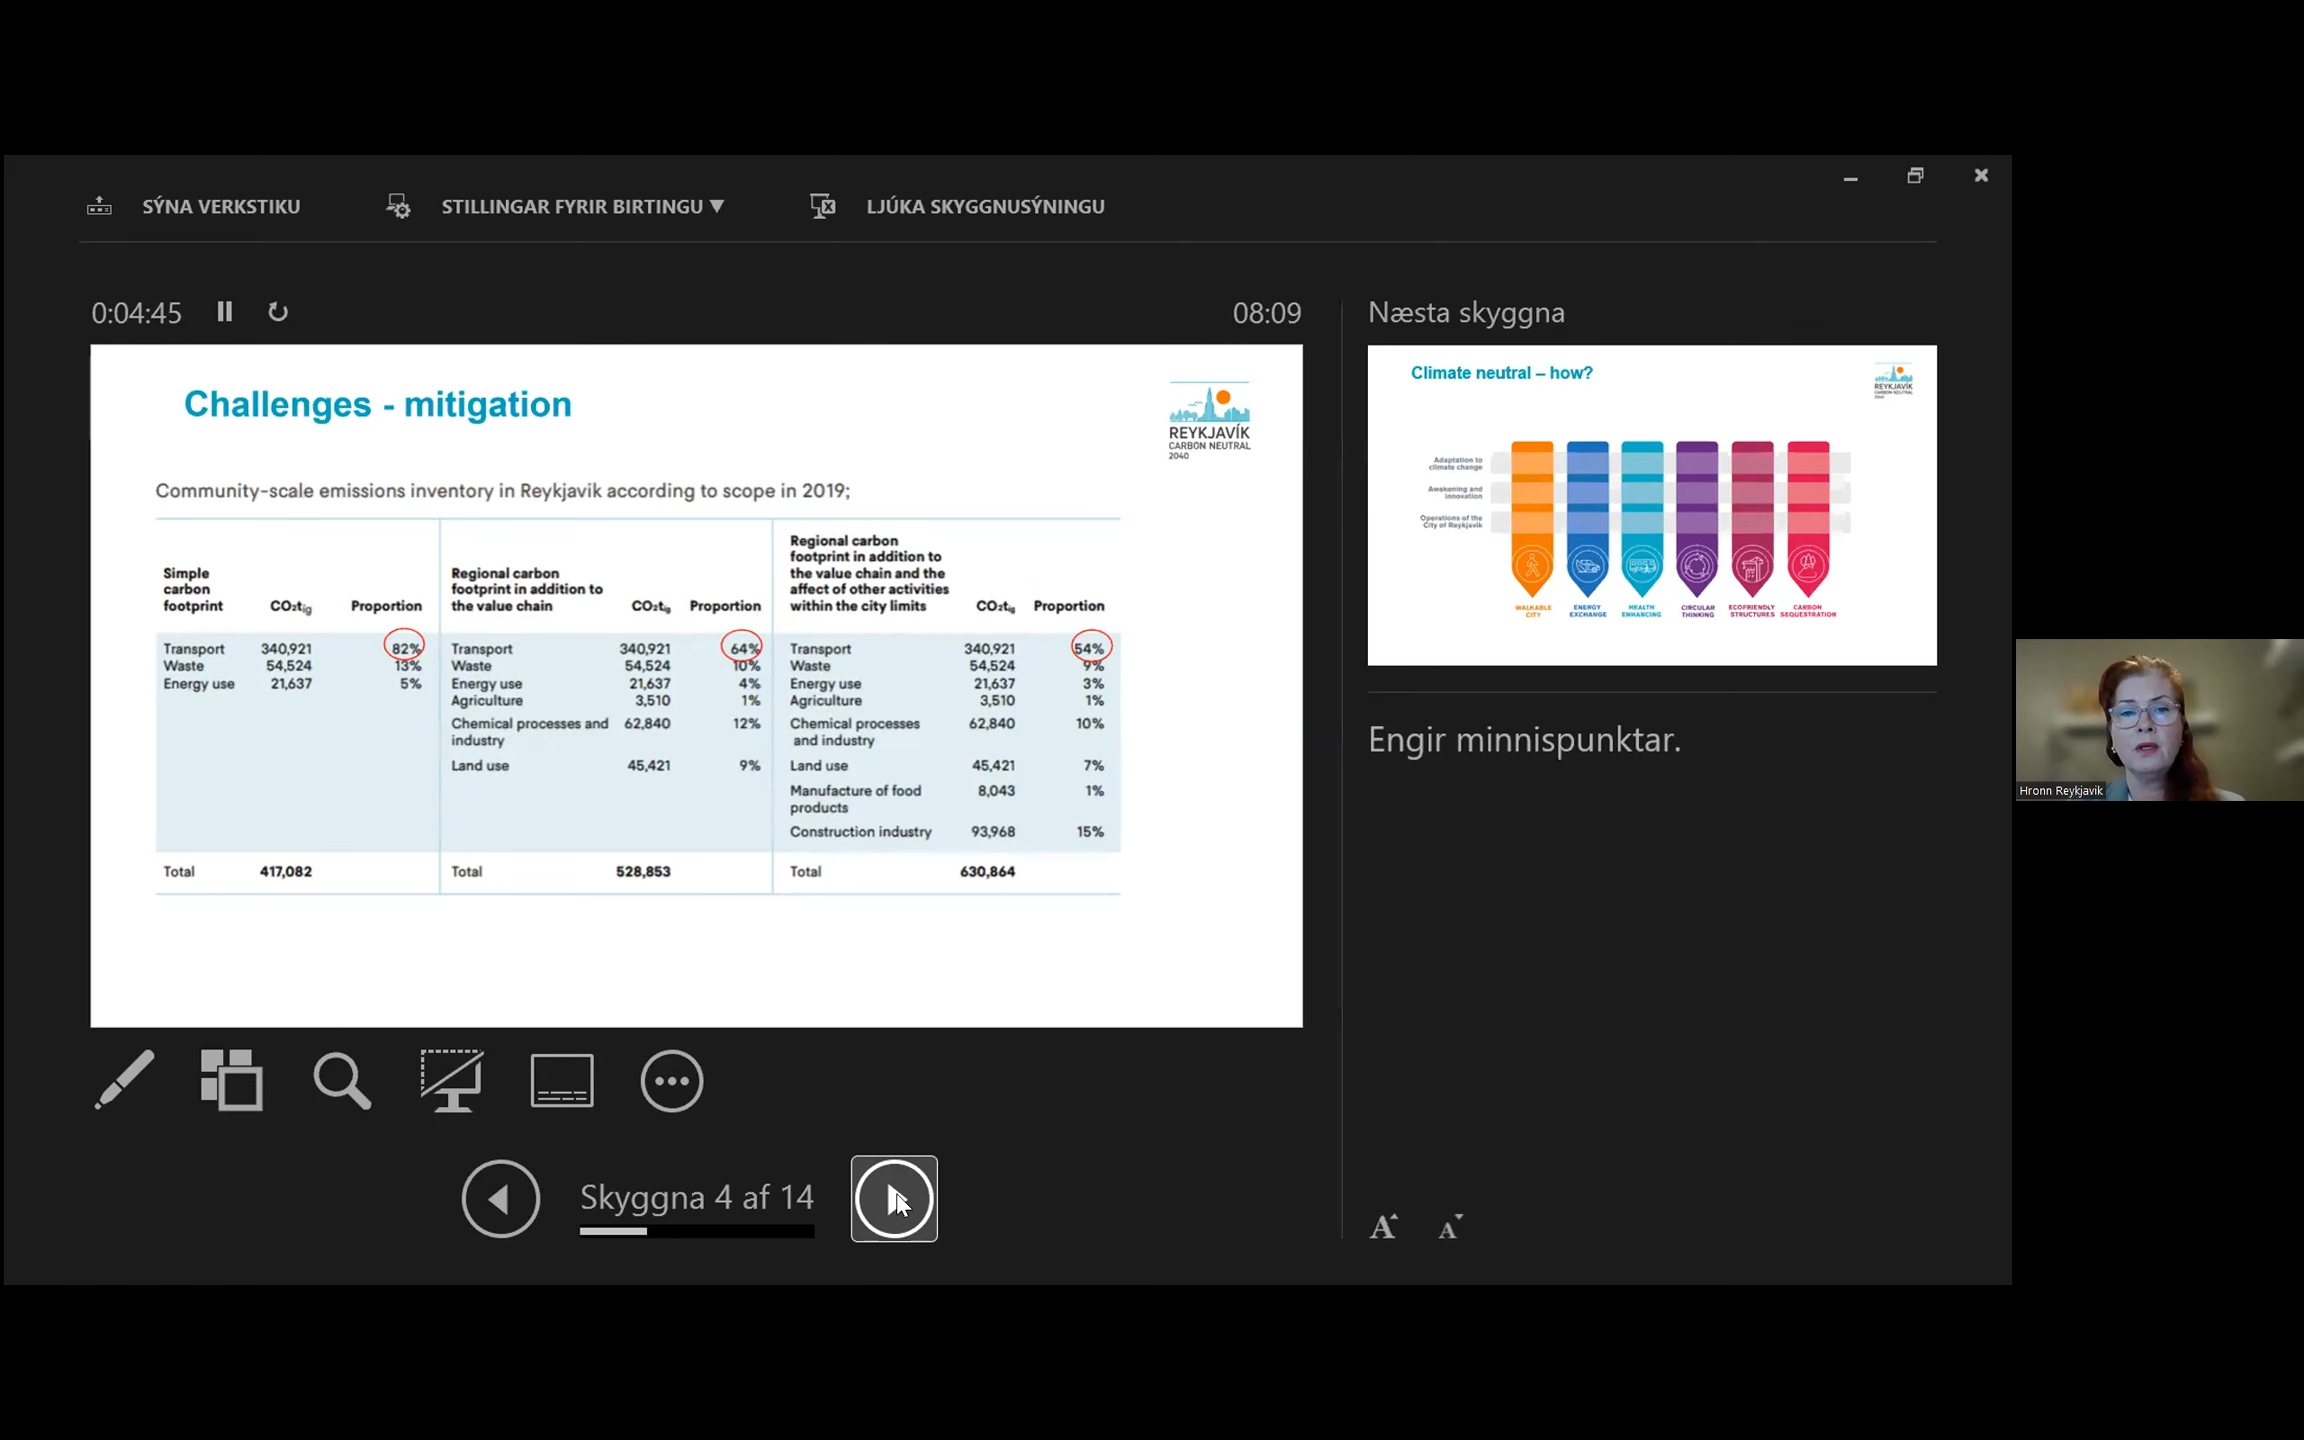 SÝNA VERKSTIKU
STILLINGAR FYRIR BIRTINGU ▼
LJÚKA SKYGGNUSÝNINGU
0:04:45
08:09
Challenges - mitigation
REYKJAVÍK
CARBON NEUTRAL
2040
Community-scale emissions inventory in Reykjavik according to scope in 2019;
Simple
carbon
footprint
CO₂tíg
Proportion
Transport 340,921 82%
Waste 54,524 13%
Energy use 21,637 5%
Total 417,082
Regional carbon
footprint in addition to
the value chain
CO₂tíg
Proportion
Transport 340,921 64%
Waste 54,524 10%
Energy use 21,637 4%
Agriculture 3,510 1%
Chemical processes and 62,840 12%
industry
Land use 45,421 9%
Total 528,853
Regional carbon
footprint in addition to
the value chain and the
affect of other activities
within the city limits
CO₂tíg
Proportion
Transport 340,921 54%
Waste 54,524 9%
Energy use 21,637 3%
Agriculture 3,510 1%
Chemical processes 62,840 10%
and industry
Land use 45,421 7%
Manufacture of food 8,043 1%
products
Construction industry 93,968 15%
Total 630,864
Skyggna 4 af 14
Næsta skyggna
Climate neutral – how?
REYKJAVÍK
CARBON NEUTRAL
2040
Adaptation to
climate change
Awakening and
innovation
Operations of the
City of Reykjavik
WALKABLE
CITY
ENERGY
EXCHANGE
HEALTH
ENHANCING
CIRCULAR
THINKING
ECOFRIENDLY
STRUCTURES
CARBON
SEQUESTRATION
Engir minnispunktar.
A A
Hronn Reykjavik